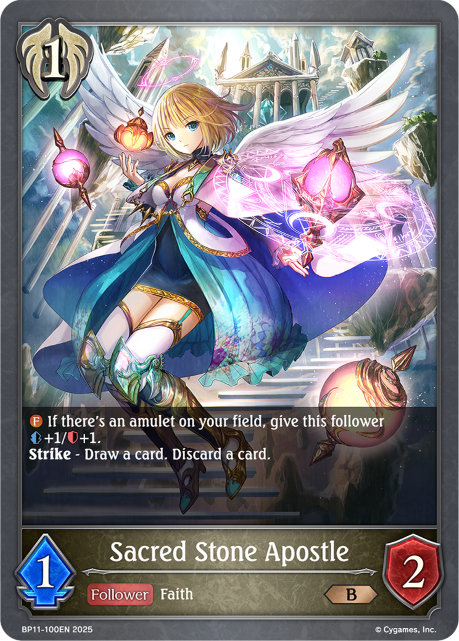 1
F If there's an amulet on your field, give this follower
+1/+1.
Strike - Draw a card. Discard a card.
Sacred Stone Apostle
1
Follower Faith
B
2
BP11-100EN 2025
© Cygames, Inc.